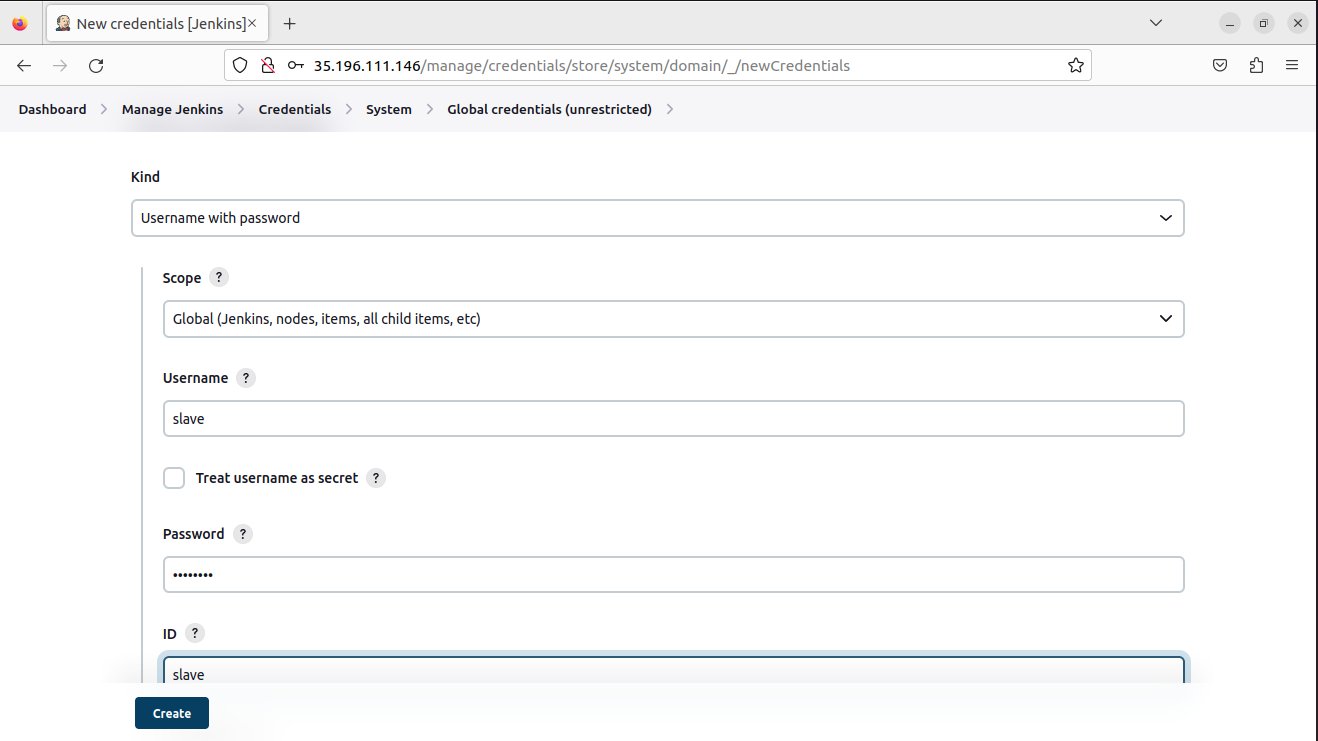 New credentials [Jenkins]
35.196.111.146/manage/credentials/store/system/domain/_/newCredentials
Dashboard Manage Jenkins Credentials System Global credentials (unrestricted)
Kind
Username with password
Scope ?
Global (Jenkins, nodes, items, all child items, etc)
Username ?
slave
Treat username as secret ?
Password ?
••••••••
ID ?
slave
Create